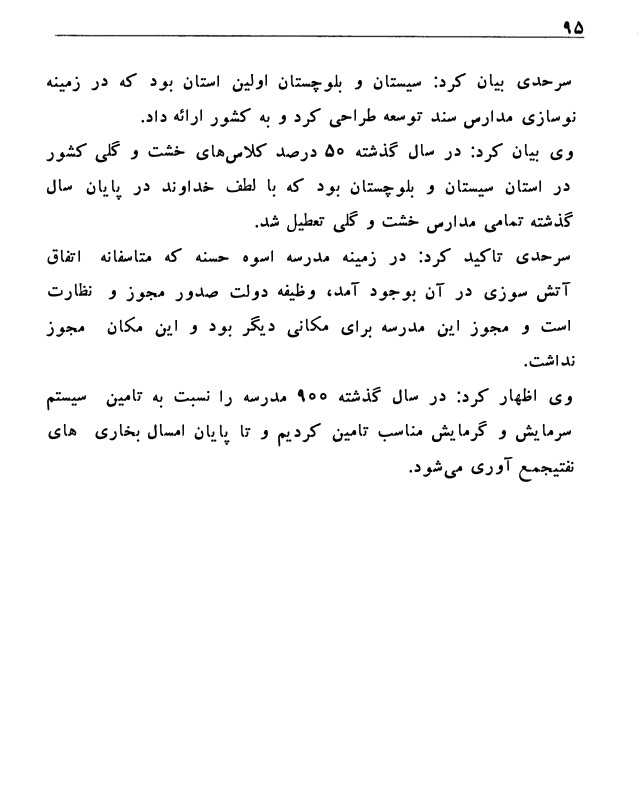 ۹۵
سرحدی بیان کرد: سیستان و بلوچستان اولین استان بود که در زمینه
نوسازی مدارس سند توسعه طراحی کرد و به کشور ارائه داد.
وی بیان کرد: در سال گذشته ۵۰ درصد کلاس‌های خشت و گلی کشور
در استان سیستان و بلوچستان بود که با لطف خداوند در پایان سال
گذشته تمامی مدارس خشت و گلی تعطیل شد.
سرحدی تاکید کرد: در زمینه مدرسه اسوه حسنه که متاسفانه اتفاق
آتش سوزی در آن بوجود آمد، وظیفه دولت صدور مجوز و نظارت
است و مجوز این مدرسه برای مکانی دیگر بود و این مکان مجوز
نداشت.
وی اظهار کرد: در سال گذشته ۹۰۰ مدرسه را نسبت به تامین سیستم
سرمایش و گرمایش مناسب تامین کردیم و تا پایان امسال بخاری های
نفتیجمع آوری می‌شود.